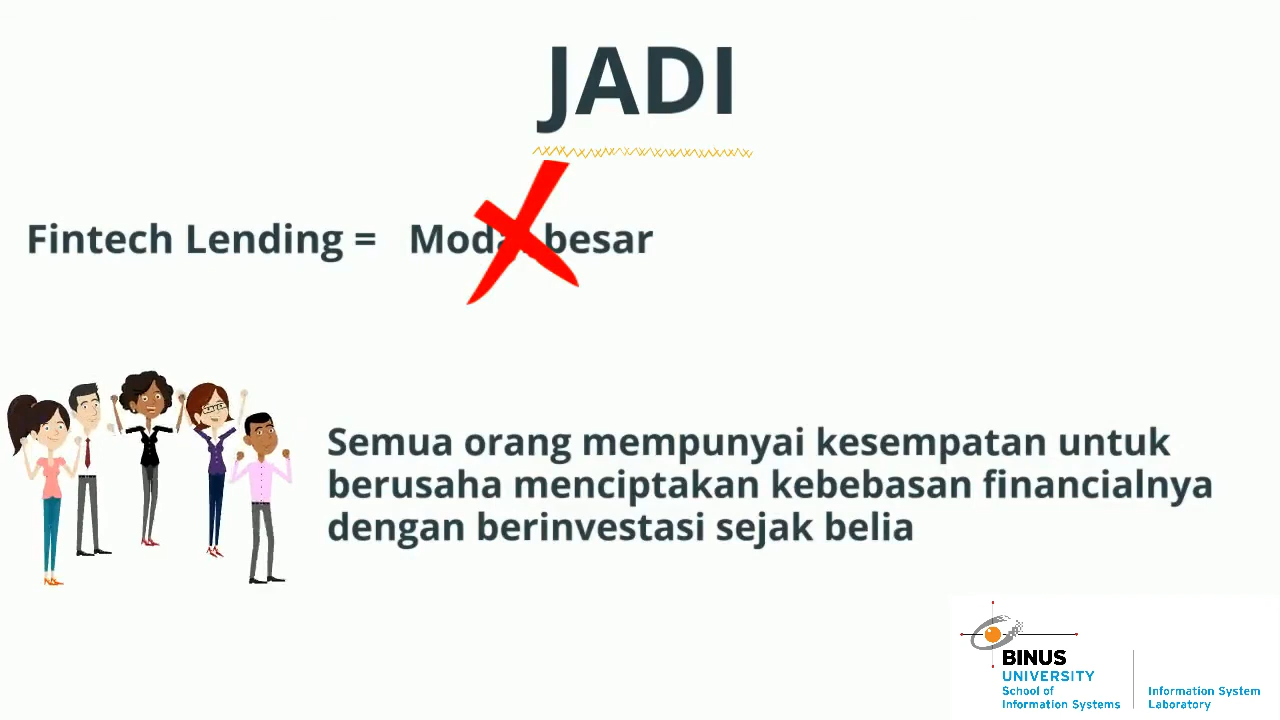 JADI
Fintech Lending = Modal besar
Semua orang mempunyai kesempatan untuk
berusaha menciptakan kebebasan financialnya
dengan berinvestasi sejak belia
BINUS
UNIVERSITY
School of
Information Systems
Information System
Laboratory